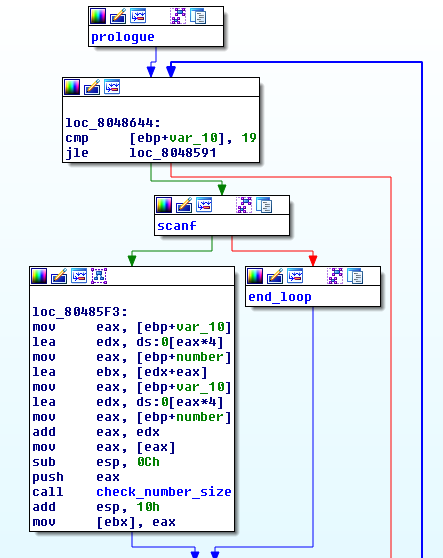 prologue
loc_8048644:
cmp [ebp+var_10], 19
jle loc_8048591
scanf
loc_80485F3:
mov eax, [ebp+var_10]
lea edx, ds:0[eax*4]
mov eax, [ebp+number]
lea ebx, [edx+eax]
mov eax, [ebp+var_10]
lea edx, ds:0[eax*4]
mov eax, [ebp+number]
add eax, edx
mov eax, [eax]
sub esp, 0Ch
push eax
call check_number_size
add esp, 10h
mov [ebx], eax
end_loop